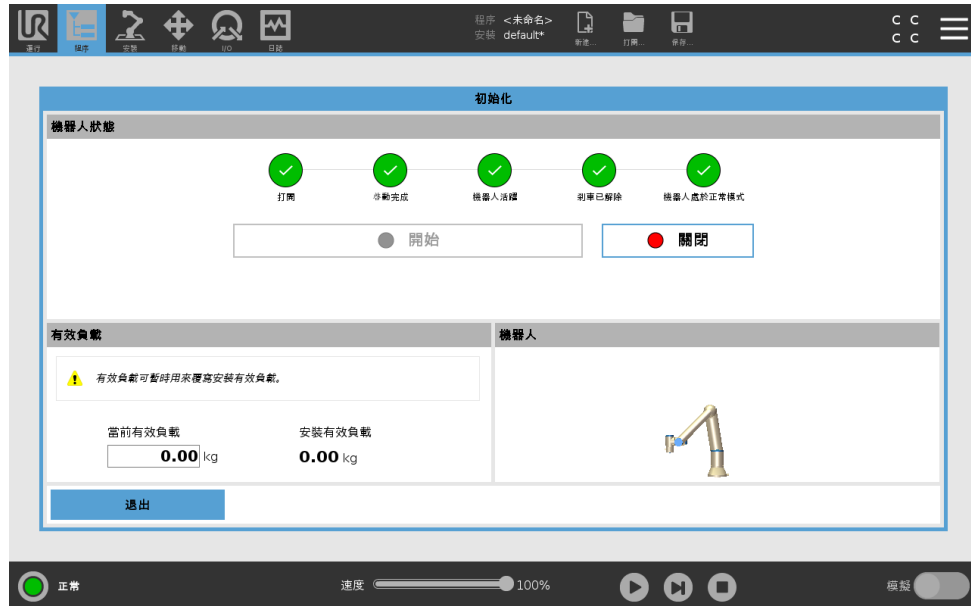 程序 <未命名>
安裝 default*
運行
程序
安裝
移動
I/O
日誌
新建...
打開...
保存...
C C
C C
初始化
機器人狀態
打開
啓動完成
機器人活躍
剎車已解除
機器人處於正常模式
開始
關閉
有效負載
機器人
有效負載可暫時用來覆寫安裝有效負載。
當前有效負載
安裝有效負載
0.00 kg
0.00 kg
退出
正常
速度
100%
模擬